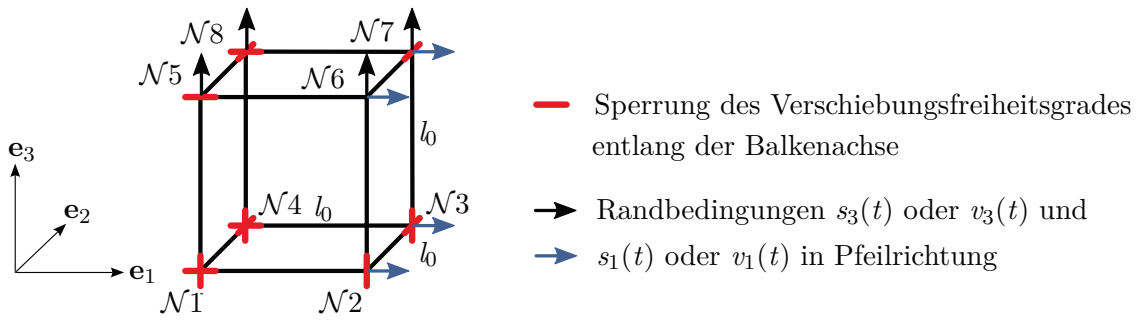 𝒩8
𝒩7
𝒩5
𝒩6
l₀
e₃
e₂
e₁
𝒩4
l₀
𝒩3
l₀
𝒩1
𝒩2
Sperrung des Verschiebungsfreiheitsgrades
entlang der Balkenachse
Randbedingungen s₃(t) oder v₃(t) und
s₁(t) oder v₁(t) in Pfeilrichtung